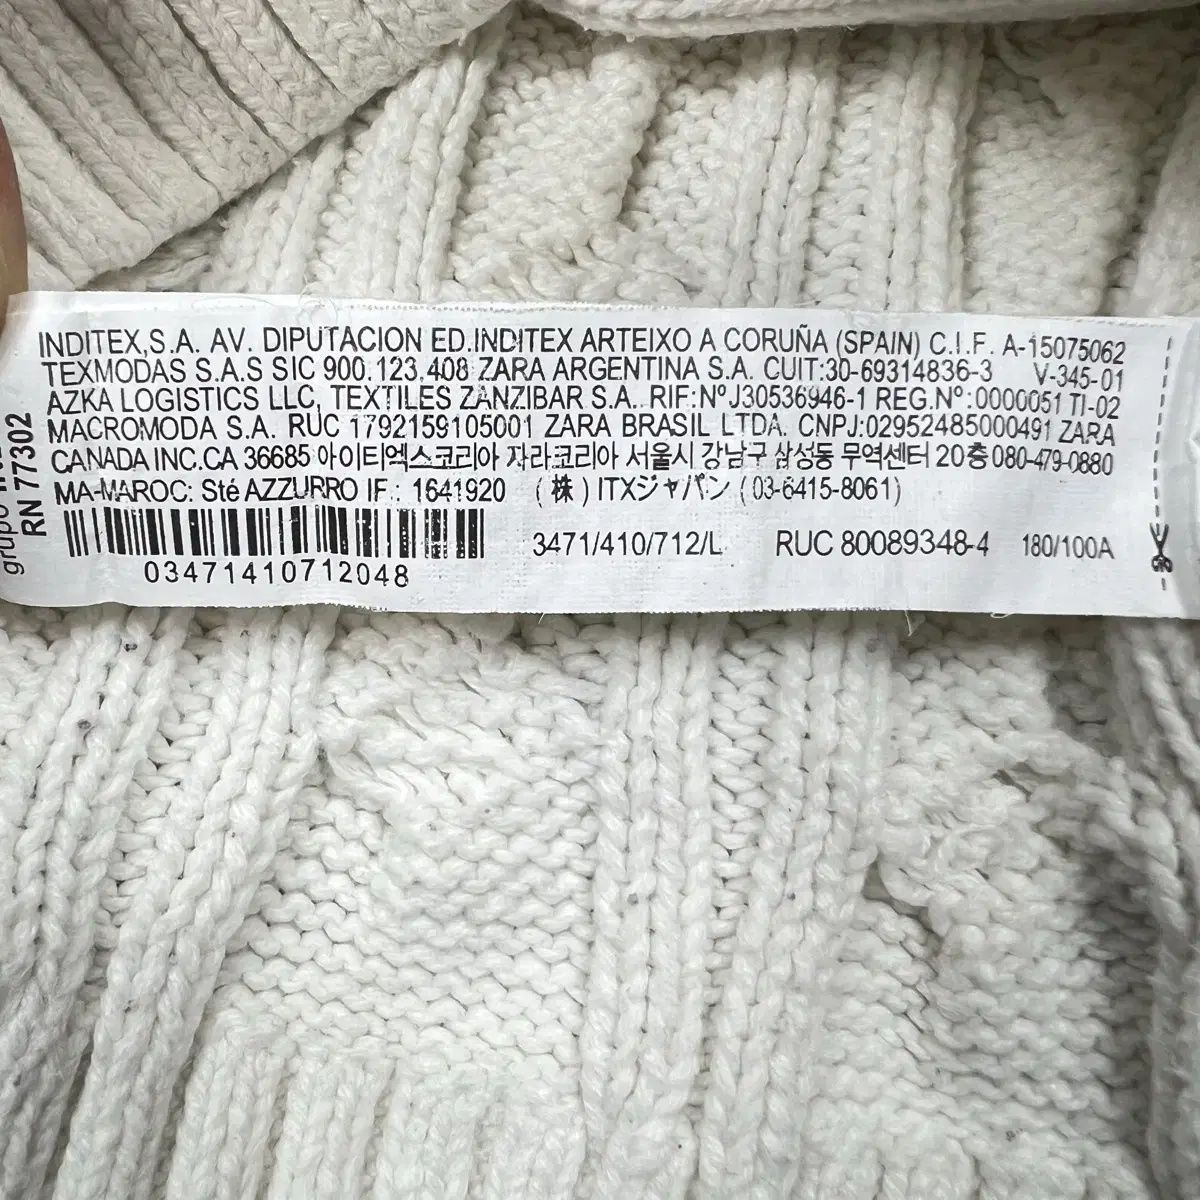 INDITEX,S.A. AV. DIPUTACION ED.INDITEX ARTEIXO A CORUÑA (SPAIN) C.I.F. A-15075062
TEXMODAS S.A.S SIC 900.123.408 ZARA ARGENTINA S.A. CUIT:30-69314836-3 V-345-01
AZKA LOGISTICS LLC, TEXTILES ZANZIBAR S.A. RIF:NºJ30536946-1 REG.Nº:0000051 TI-02
MACROMODA S.A. RUC 1792159105001 ZARA BRASIL LTDA. CNPJ:02952485000491 ZARA
CANADA INC.CA 36685 아이티엑스코리아 자라코리아 서울시 강남구 삼성동 무역센터 20층 080-479-0880
MA-MAROC: Sté AZZURRO IF.: 1641920 (株) ITXジャパン (03-6415-8061)
3471/410/712/L RUC 80089348-4 180/100A
03471410712048
grupo
RN 77302